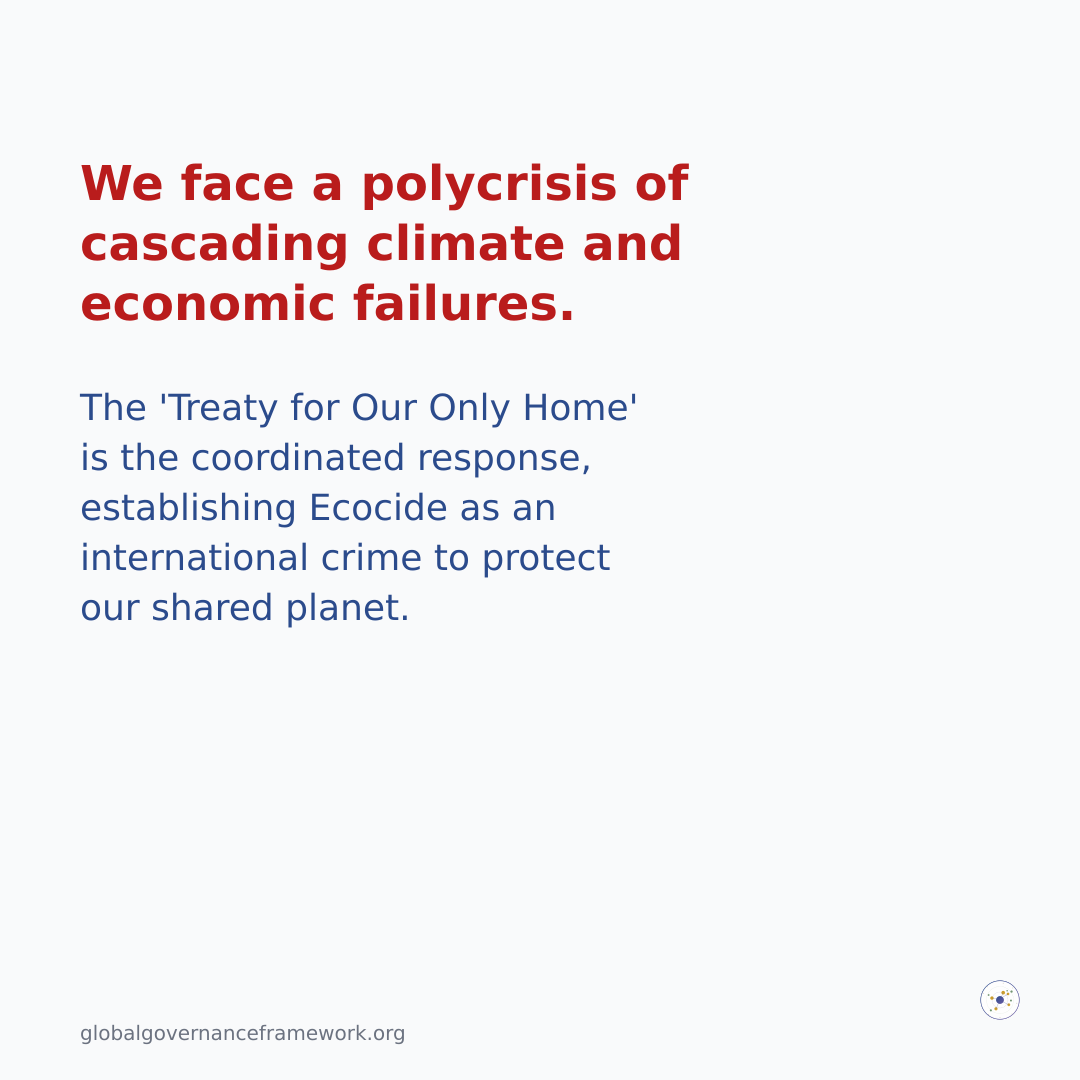 We face a polycrisis of
cascading climate and
economic failures.
The 'Treaty for Our Only Home'
is the coordinated response,
establishing Ecocide as an
international crime to protect
our shared planet.
globalgovernanceframework.org